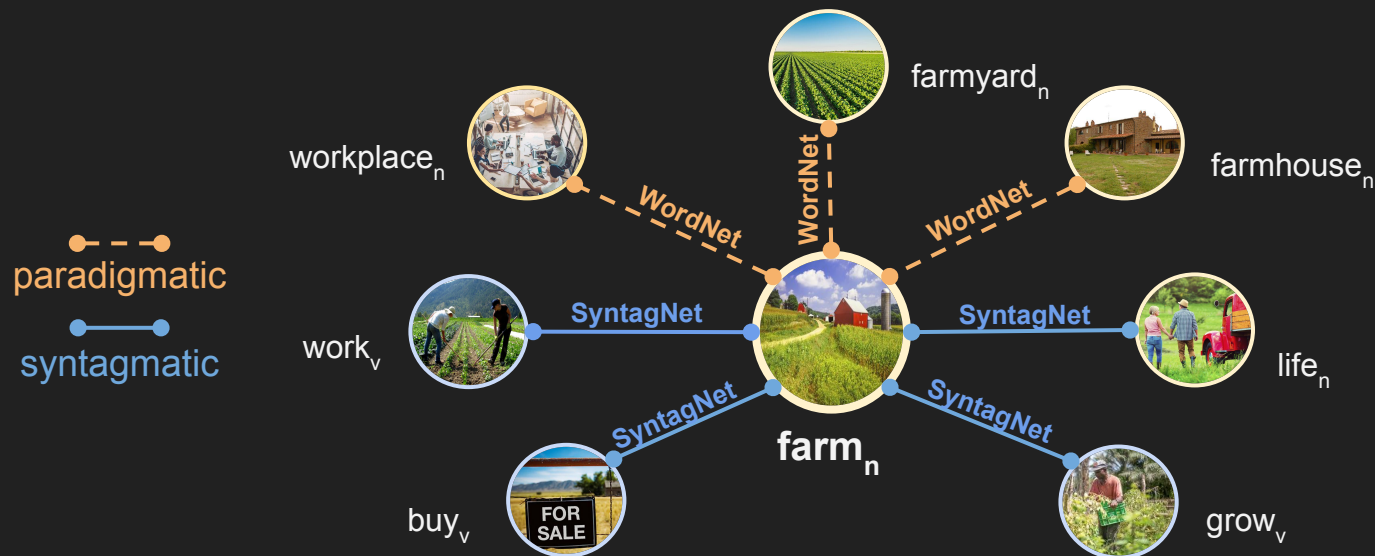 farmyardₙ
workplaceₙ
farmhouseₙ
WordNet
WordNet
WordNet
paradigmatic
syntagmatic
workᵥ
SyntagNet
SyntagNet
lifeₙ
SyntagNet
SyntagNet
farmₙ
buyᵥ
FOR
SALE
growᵥ